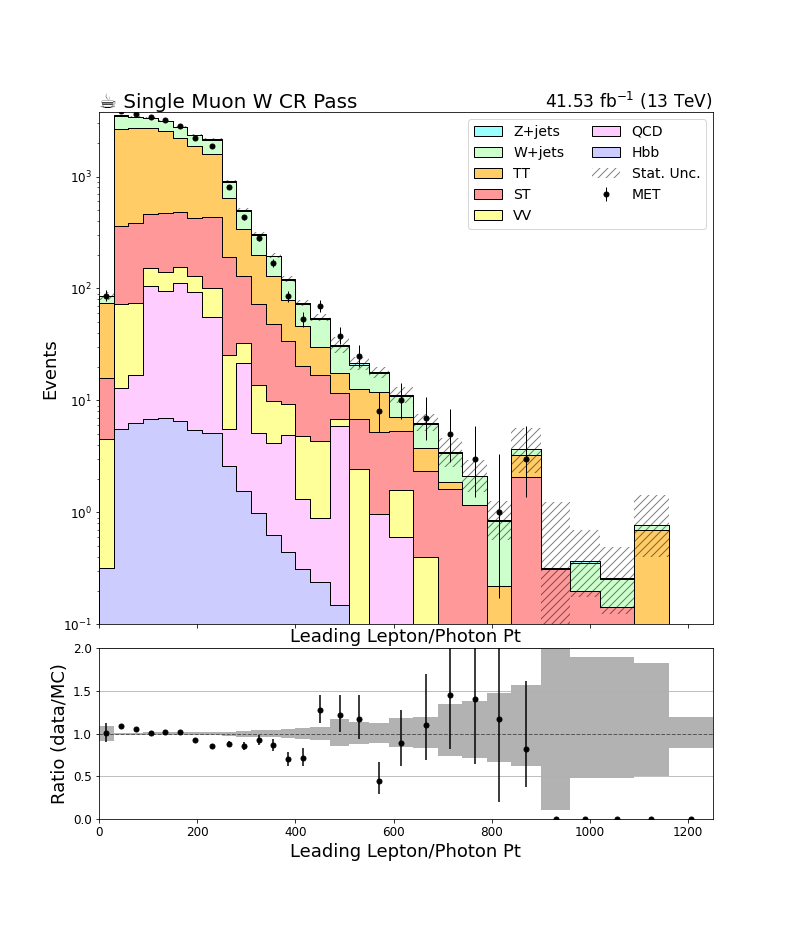 ☕ Single Muon W CR Pass 41.53 fb⁻¹ (13 TeV)
Z+jets
W+jets
TT
ST
VV
QCD
Hbb
Stat. Unc.
MET
Events
10³
10²
10¹
10⁰
10⁻¹
Leading Lepton/Photon Pt
Ratio (data/MC)
2.0
1.5
1.0
0.5
0.0
0 200 400 600 800 1000 1200
Leading Lepton/Photon Pt